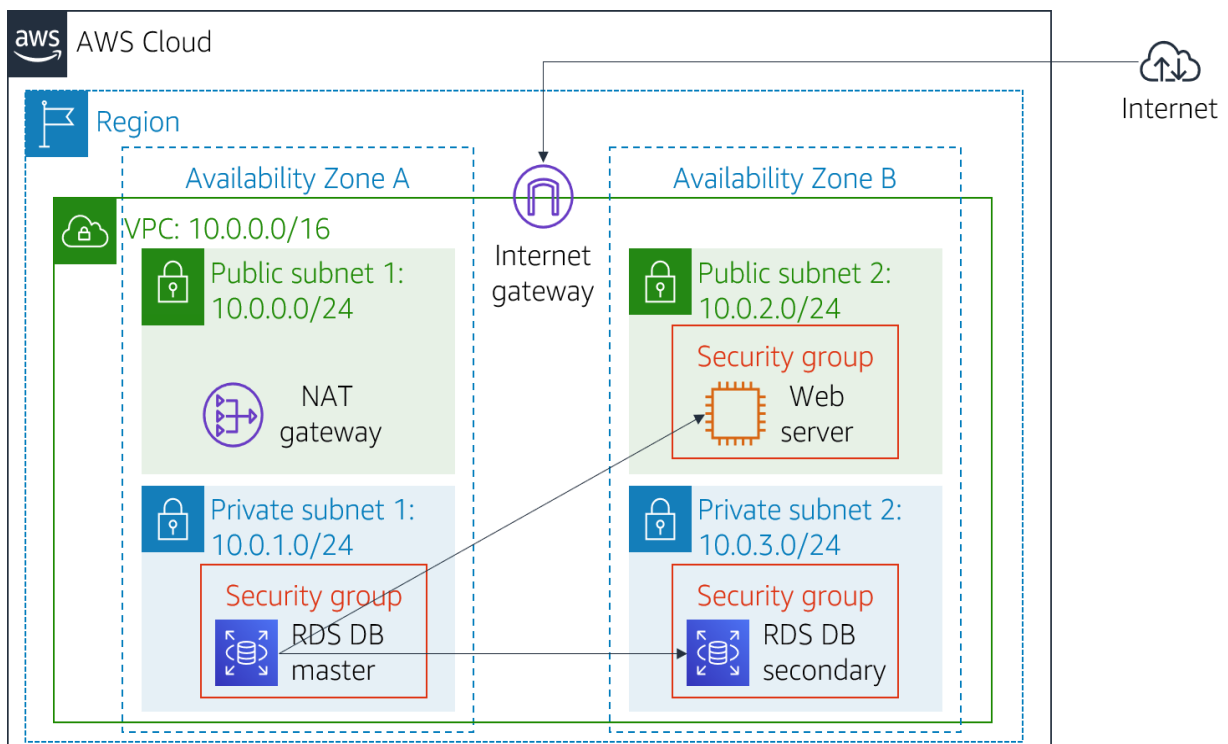 aws
AWS Cloud
Internet
Region
Availability Zone A
Availability Zone B
VPC: 10.0.0.0/16
Internet
gateway
Public subnet 1:
10.0.0.0/24
Public subnet 2:
10.0.2.0/24
NAT
gateway
Security group
Web
server
Private subnet 1:
10.0.1.0/24
Private subnet 2:
10.0.3.0/24
Security group
RDS DB
master
Security group
RDS DB
secondary